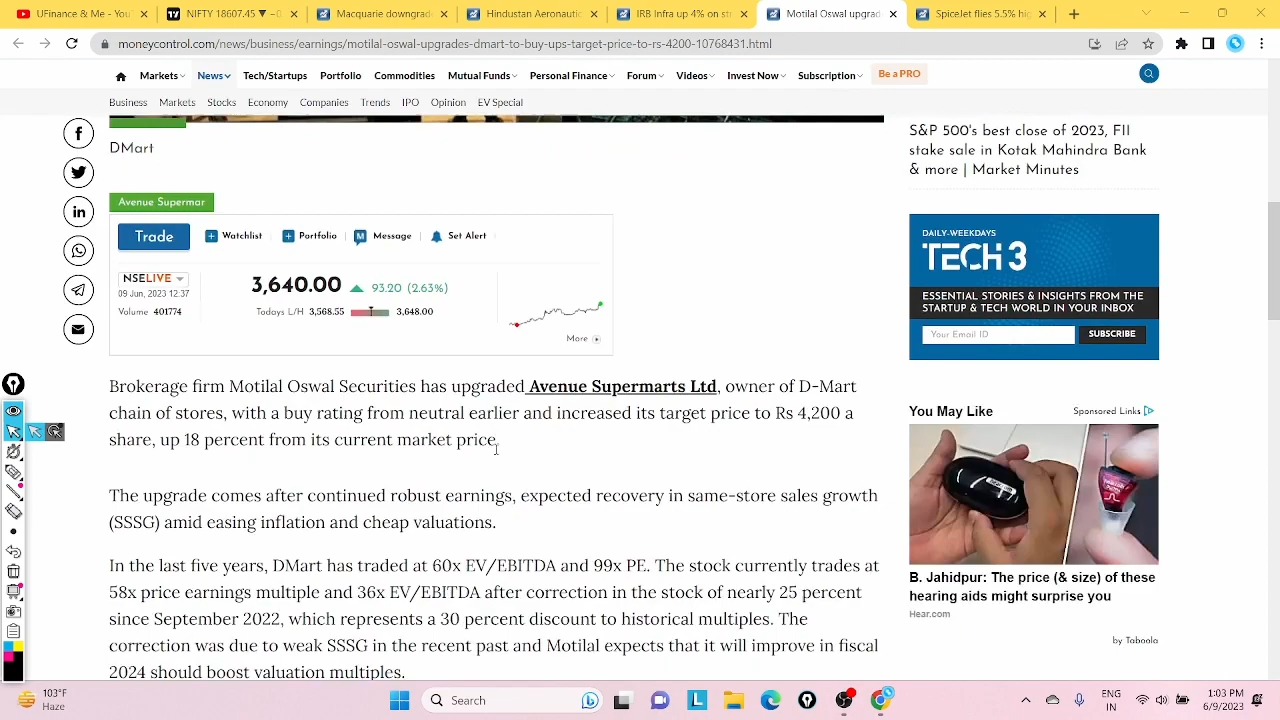 YouTube
NIFTY 18607.45 ▼ −0
Macquarie downgrad
Hindustan Aeronautic
IRB Infra up 4% on st
Motilal Oswal upgrad
SpiceJet flies 5.5% hig
moneycontrol.com/news/business/earnings/motilal-oswal-upgrades-dmart-to-buy-ups-target-price-to-rs-4200-10768431.html
Markets News Tech/Startups Portfolio Commodities Mutual Funds Personal Finance Forum Videos Invest Now Subscription Be a PRO
Business Markets Stocks Economy Companies Trends IPO Opinion EV Special
DMart
Avenue Supermar
Trade Watchlist Portfolio Message Set Alert
NSELIVE
09 Jun, 2023 12:37
Volume 401774
3,640.00 93.20 (2.63%)
Todays L/H 3,568.55 3,648.00
More
Brokerage firm Motilal Oswal Securities has upgraded Avenue Supermarts Ltd, owner of D-Mart
chain of stores, with a buy rating from neutral earlier and increased its target price to Rs 4,200 a
share, up 18 percent from its current market price.
The upgrade comes after continued robust earnings, expected recovery in same-store sales growth
(SSSG) amid easing inflation and cheap valuations.
In the last five years, DMart has traded at 60x EV/EBITDA and 99x PE. The stock currently trades at
58x price earnings multiple and 36x EV/EBITDA after correction in the stock of nearly 25 percent
since September 2022, which represents a 30 percent discount to historical multiples. The
correction was due to weak SSSG in the recent past and Motilal expects that it will improve in fiscal
2024 should boost valuation multiples.
S&P 500's best close of 2023, FII
stake sale in Kotak Mahindra Bank
& more | Market Minutes
DAILY-WEEKDAYS
TECH3
ESSENTIAL STORIES & INSIGHTS FROM THE
STARTUP & TECH WORLD IN YOUR INBOX
Your Email ID SUBSCRIBE
You May Like Sponsored Links
B. Jahidpur: The price (& size) of these
hearing aids might surprise you
Hear.com
by Taboola
103°F
Haze
Search
ENG
IN
1:03 PM
6/9/2023